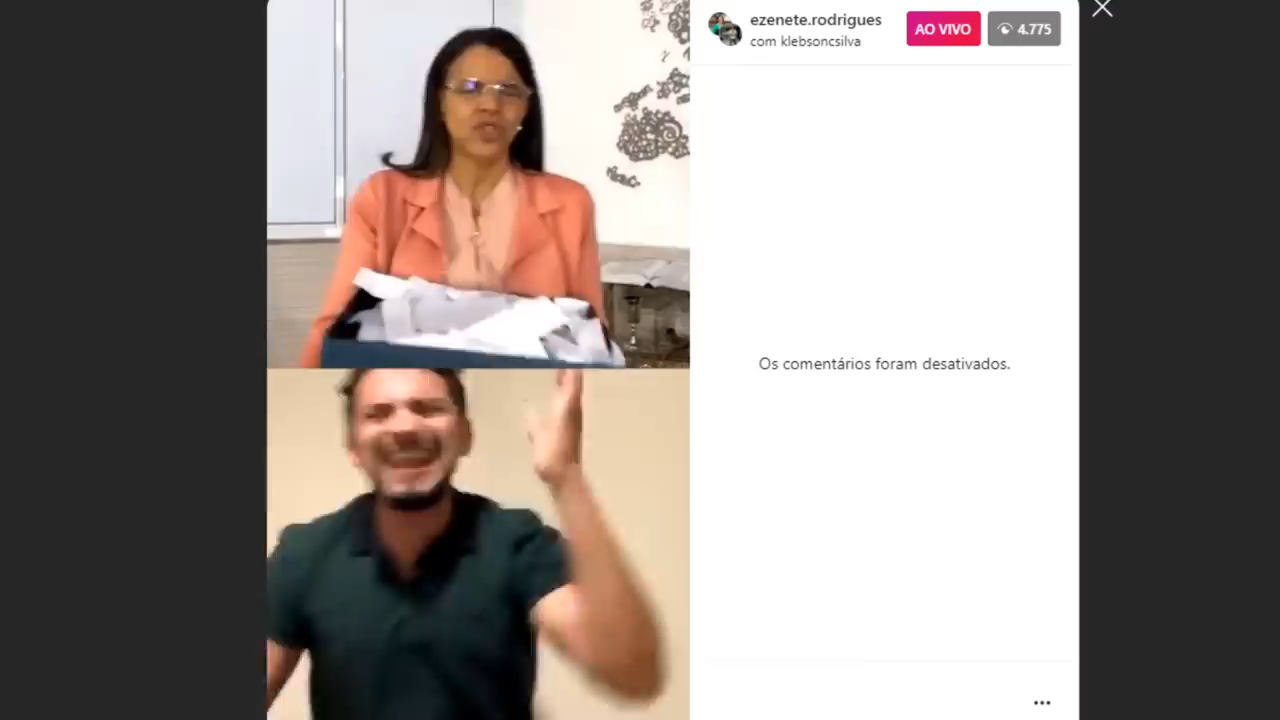 ezenete.rodrigues
com klebsoncsilva
AO VIVO
4.775
Os comentários foram desativados.